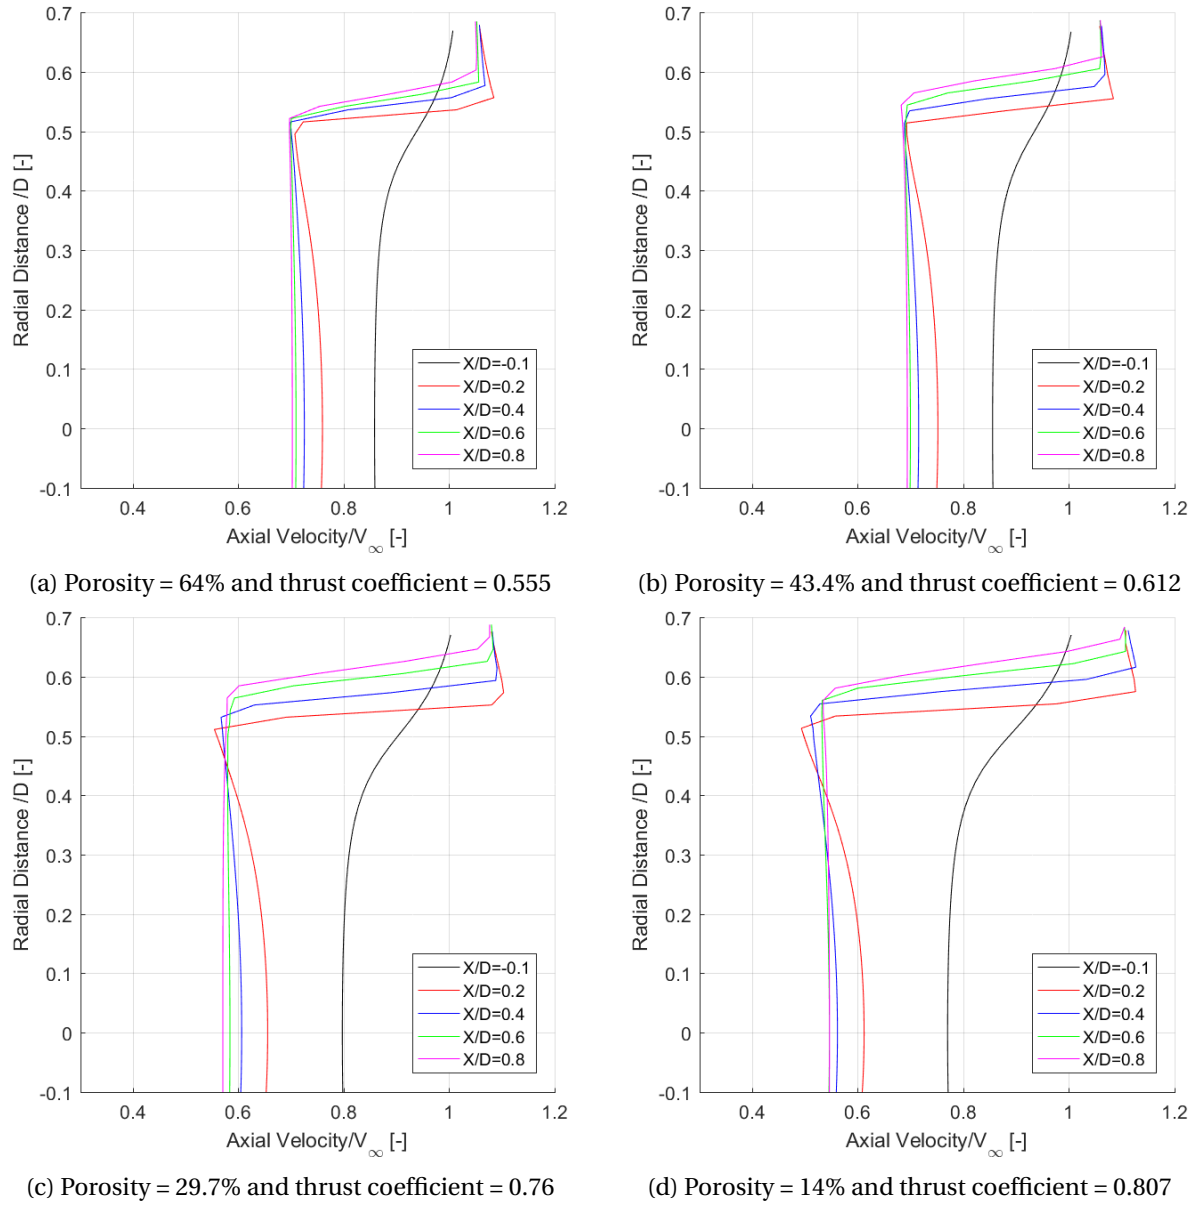 0.7
0.6
0.5
0.4
0.3
0.2
0.1
0
-0.1
Radial Distance /D [-]
X/D=-0.1
X/D=0.2
X/D=0.4
X/D=0.6
X/D=0.8
0.4 0.6 0.8 1 1.2
Axial Velocity/V∞ [-]
(a) Porosity = 64% and thrust coefficient = 0.555
0.7
0.6
0.5
0.4
0.3
0.2
0.1
0
-0.1
Radial Distance /D [-]
X/D=-0.1
X/D=0.2
X/D=0.4
X/D=0.6
X/D=0.8
0.4 0.6 0.8 1 1.2
Axial Velocity/V∞ [-]
(b) Porosity = 43.4% and thrust coefficient = 0.612
0.7
0.6
0.5
0.4
0.3
0.2
0.1
0
-0.1
Radial Distance /D [-]
X/D=-0.1
X/D=0.2
X/D=0.4
X/D=0.6
X/D=0.8
0.4 0.6 0.8 1 1.2
Axial Velocity/V∞ [-]
(c) Porosity = 29.7% and thrust coefficient = 0.76
0.7
0.6
0.5
0.4
0.3
0.2
0.1
0
-0.1
Radial Distance /D [-]
X/D=-0.1
X/D=0.2
X/D=0.4
X/D=0.6
X/D=0.8
0.4 0.6 0.8 1 1.2
Axial Velocity/V∞ [-]
(d) Porosity = 14% and thrust coefficient = 0.807